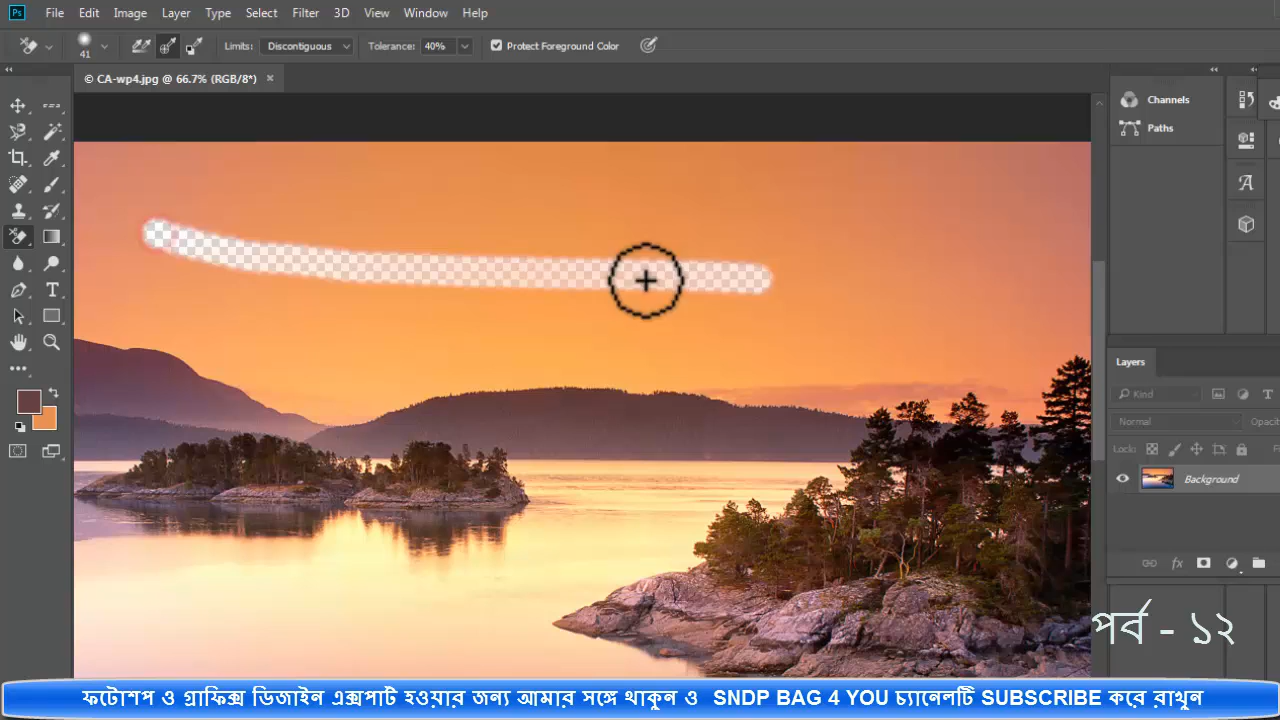 Ps File Edit Image Layer Type Select Filter 3D View Window Help
41 Limits: Discontiguous Tolerance: 40% Protect Foreground Color
© CA-wp4.jpg @ 66.7% (RGB/8*) ×
Channels
Paths
Layers
Kind
Normal Opaci
Lock:
Background
পর্ব - ১২
ফটোশপ ও গ্রাফিক্স ডিজাইন এক্সপার্ট হওয়ার জন্য আমার সঙ্গে থাকুন ও SNDP BAG 4 YOU চ্যানেলটি SUBSCRIBE করে রাখুন